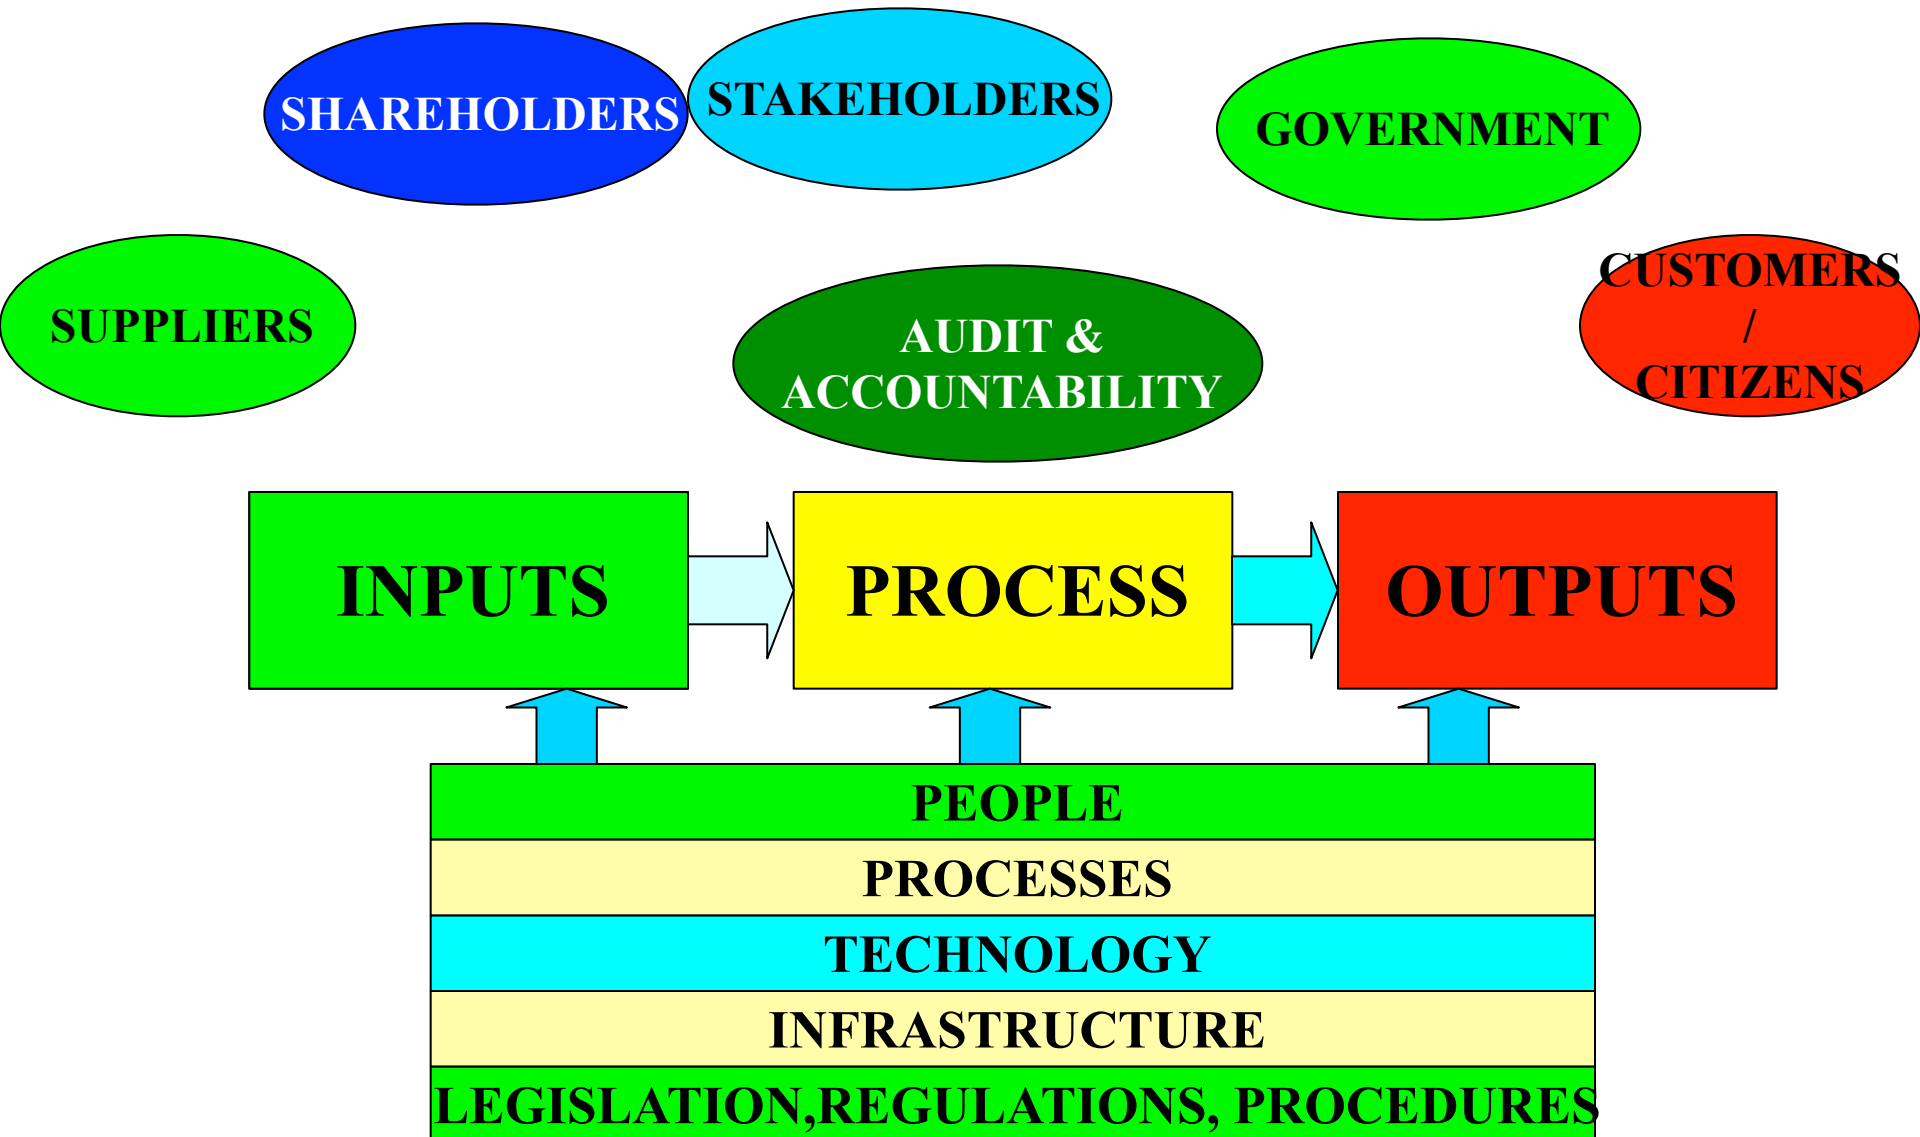 SHAREHOLDERS
STAKEHOLDERS
GOVERNMENT
SUPPLIERS
AUDIT &
ACCOUNTABILITY
CUSTOMERS
/
CITIZENS
INPUTS
PROCESS
OUTPUTS
PEOPLE
PROCESSES
TECHNOLOGY
INFRASTRUCTURE
LEGISLATION,REGULATIONS, PROCEDURES